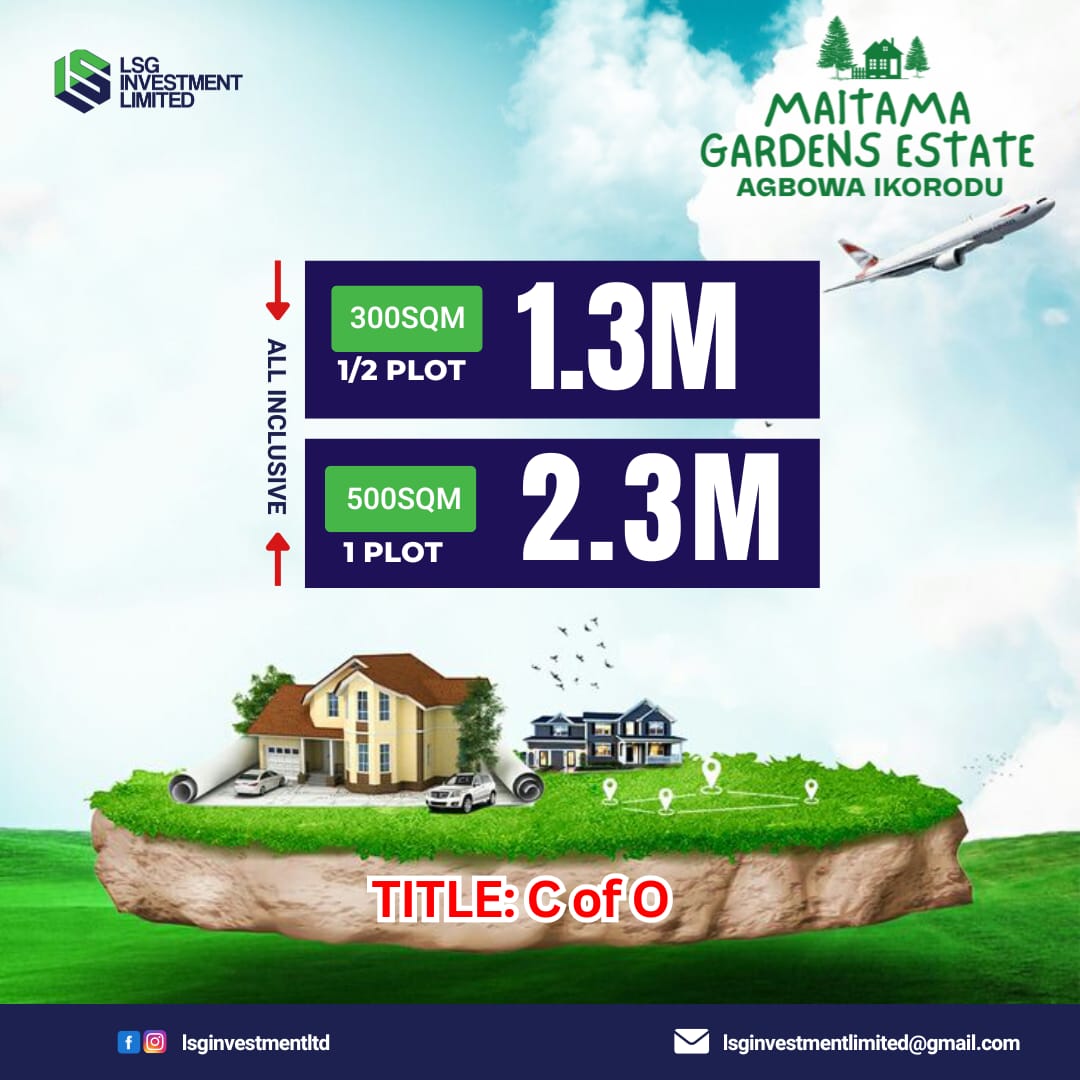 LSG
INVESTMENT
LIMITED
MAITAMA
GARDENS ESTATE
AGBOWA IKORODU
ALL INCLUSIVE
300SQM
1/2 PLOT
1.3M
500SQM
1 PLOT
2.3M
TITLE: C of O
lsginvestmentltd
lsginvestmentlimited@gmail.com